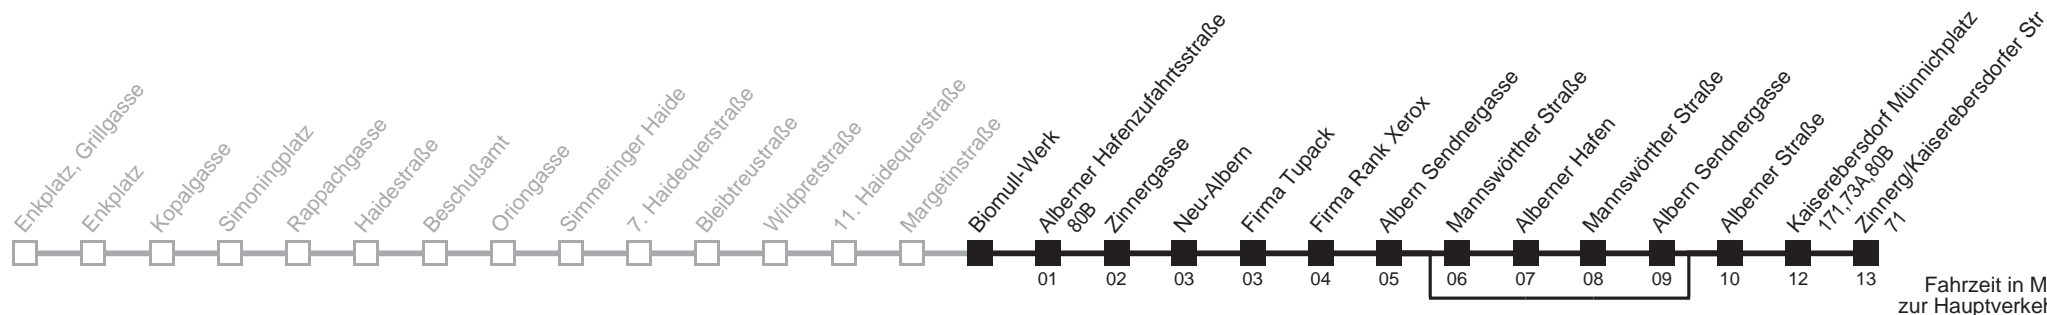 Enkplatz, Grillgasse
Enkplatz
Kopalgasse
Simoningplatz
Rappachgasse
Haidestraße
Beschußamt
Oriongasse
Simmeringer Haide
7. Haidequerstraße
Bleibtreustraße
Wildpretstraße
11. Haidequerstraße
Margetinstraße
Biomull-Werk
Alberner Hafenzufahrtsstraße
80B
Zinnergasse
Neu-Albern
Firma Tupack
Firma Rank Xerox
Albern Sendnergasse
Mannswörther Straße
Alberner Hafen
Mannswörther Straße
Albern Sendnergasse
Alberner Straße
Kaiserebersdorf Münnichplatz
171,73A,80B
Zinnerg/Kaiserebersdorfer Str
71
01 02 03 03 04 05 06 07 08 09 10 12 13
Fahrzeit in M
zur Hauptverkeh